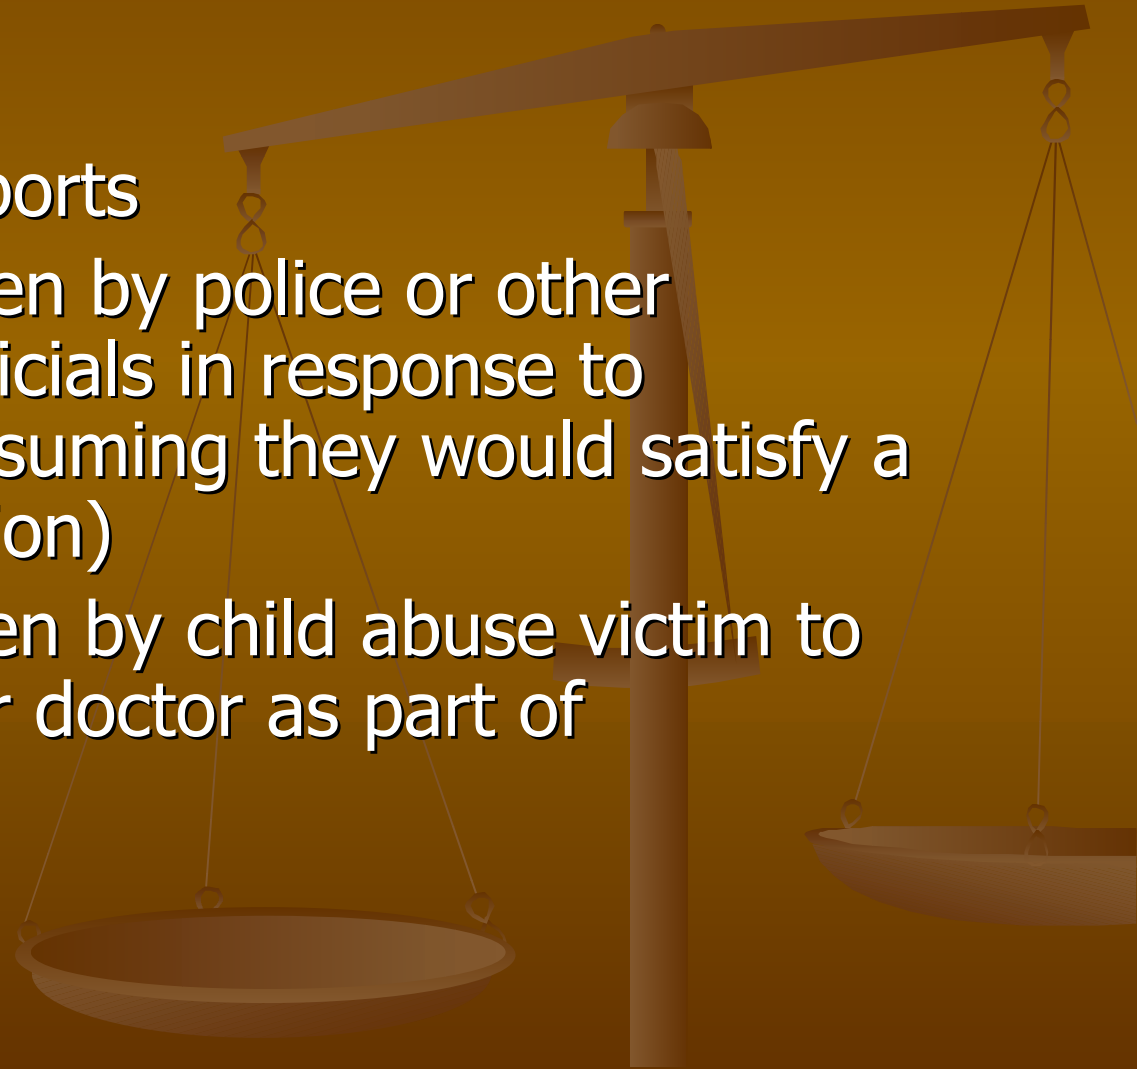 ports
en by police or other
icials in response to
suming they would satisfy a
ion)
en by child abuse victim to
r doctor as part of